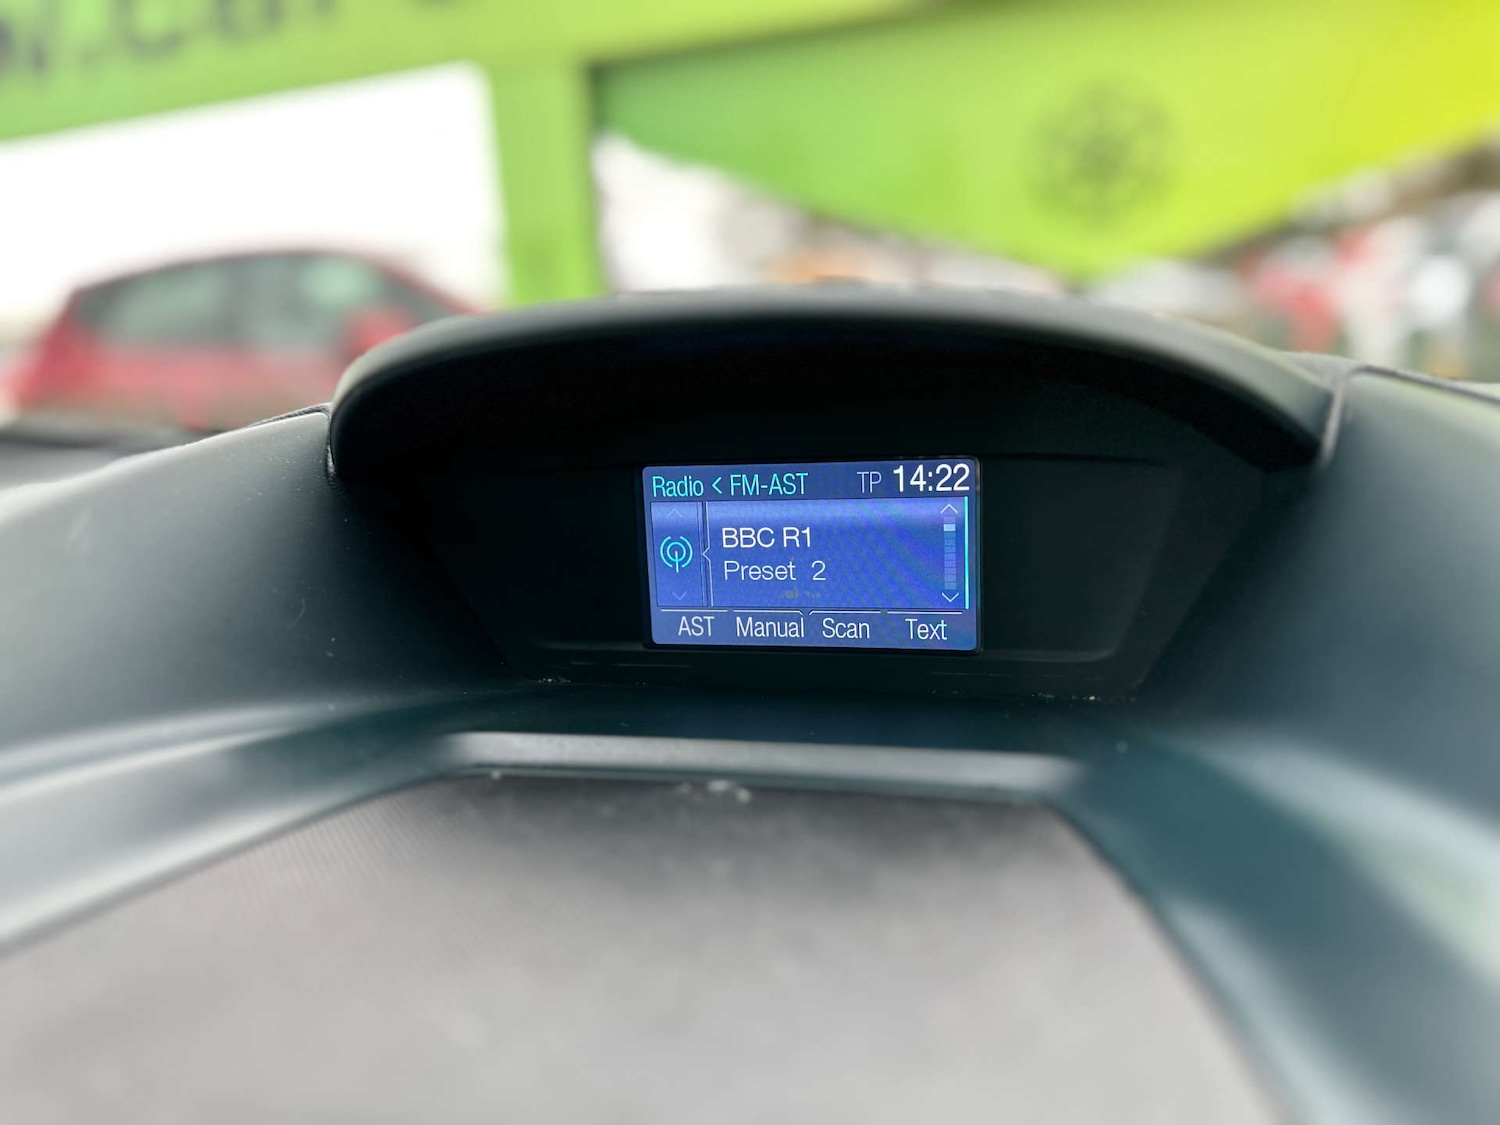 Radio < FM-AST TP 14:22
BBC R1
Preset 2
AST Manual Scan Text